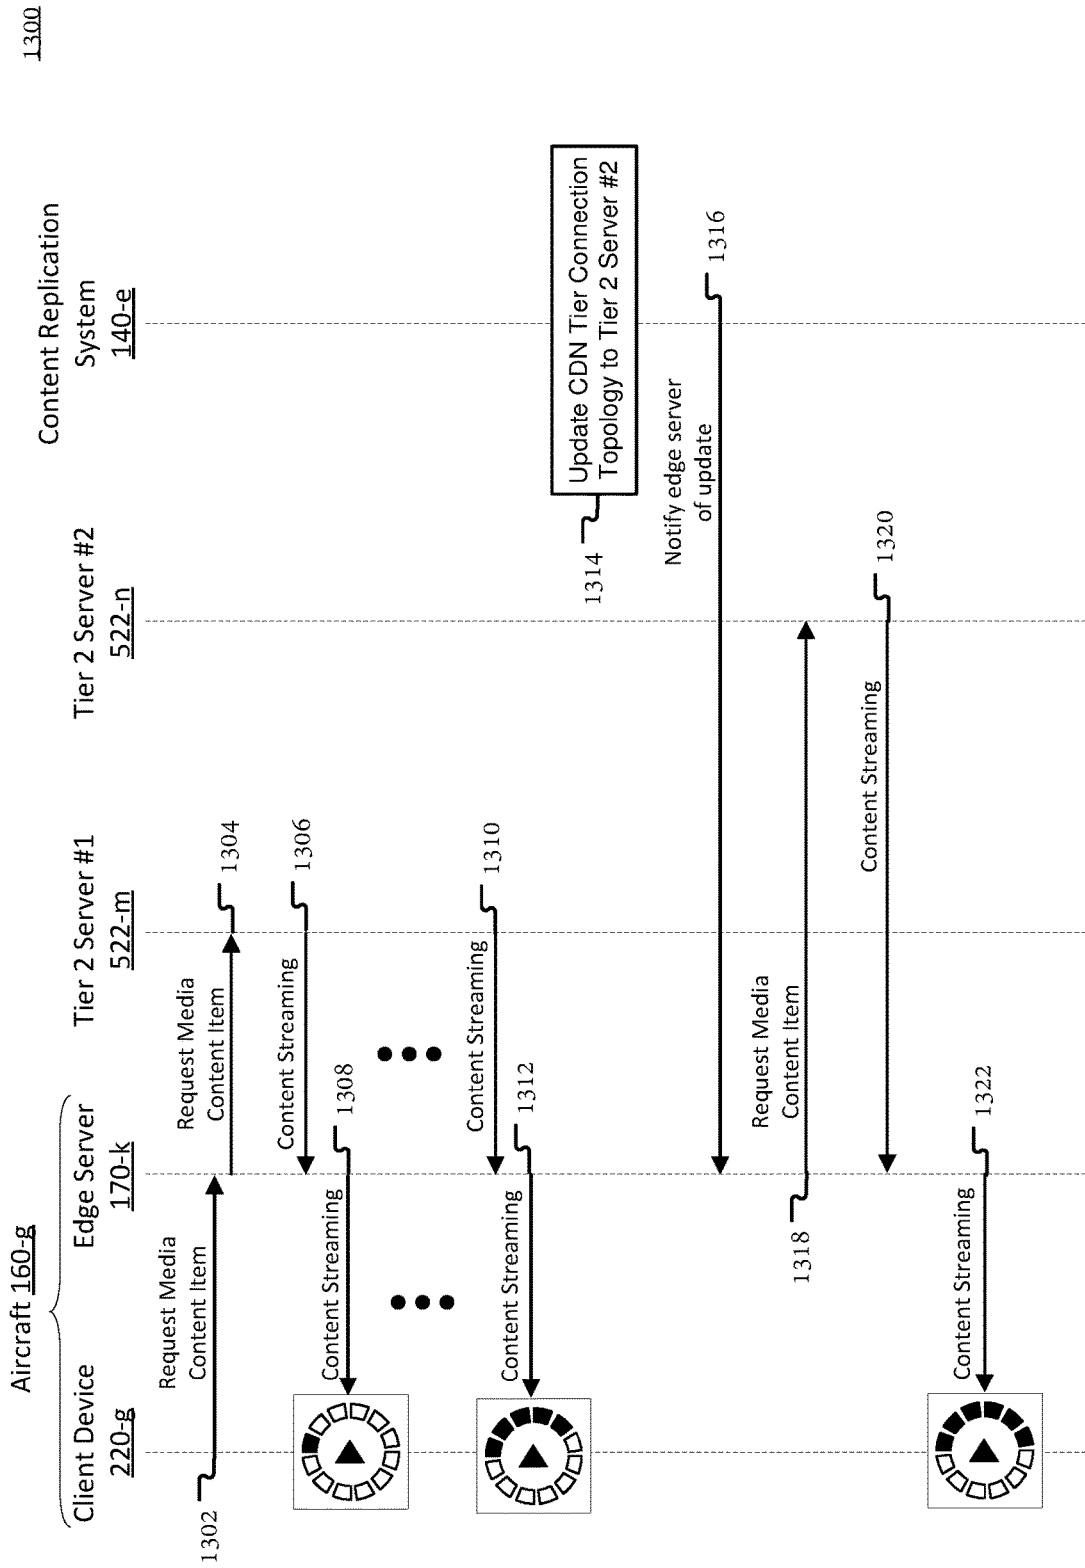 1300
Aircraft 160-g
Client Device
220-g
Edge Server
170-k
Tier 2 Server #1
522-m
Tier 2 Server #2
522-n
Content Replication
System
140-e
1302
Request Media
Content Item
Request Media
Content Item
1304
Content Streaming
1306
Content Streaming
1308
Content Streaming
1310
Content Streaming
1312
1314
Update CDN Tier Connection
Topology to Tier 2 Server #2
Notify edge server
of update
1316
1318
Request Media
Content Item
Content Streaming
1320
Content Streaming
1322